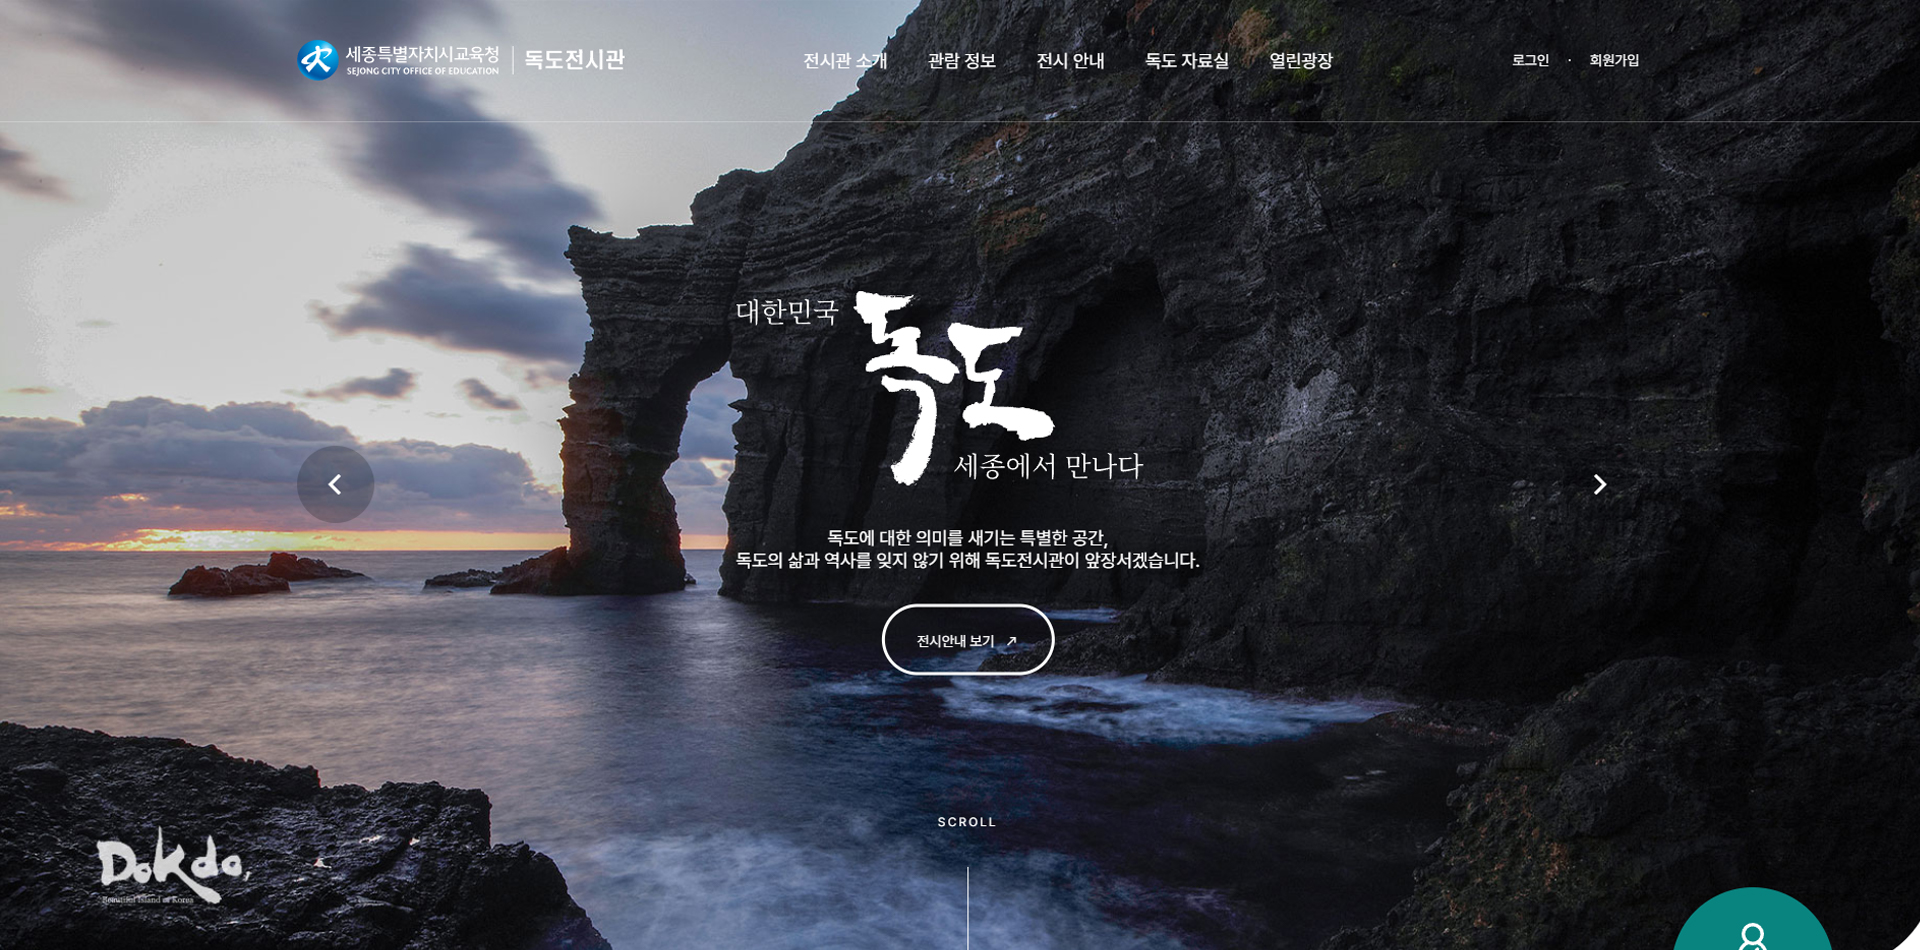 세종특별자치시교육청
SEJONG CITY OFFICE OF EDUCATION
독도전시관
전시관 소개
관람 정보
전시 안내
독도 자료실
열린광장
로그인 · 회원가입
대한민국
독도
세종에서 만나다
독도에 대한 의미를 새기는 특별한 공간,
독도의 삶과 역사를 잊지 않기 위해 독도전시관이 앞장서겠습니다.
전시안내 보기
SCROLL
Dokdo,
Beautiful Island in Korea